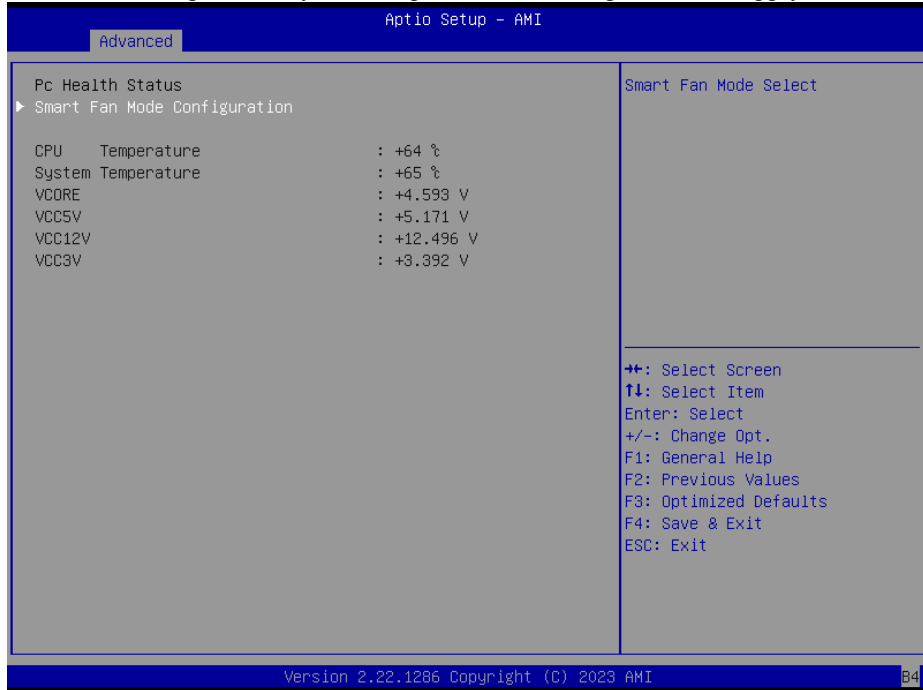 Aptio Setup - AMI
Advanced
Pc Health Status
Smart Fan Mode Configuration
CPU Temperature : +64 ℃
System Temperature : +65 ℃
VCORE : +4.593 V
VCC5V : +5.171 V
VCC12V : +12.496 V
VCC3V : +3.392 V
Smart Fan Mode Select
→←: Select Screen
↑↓: Select Item
Enter: Select
+/-: Change Opt.
F1: General Help
F2: Previous Values
F3: Optimized Defaults
F4: Save & Exit
ESC: Exit
Version 2.22.1286 Copyright (C) 2023 AMI
B4